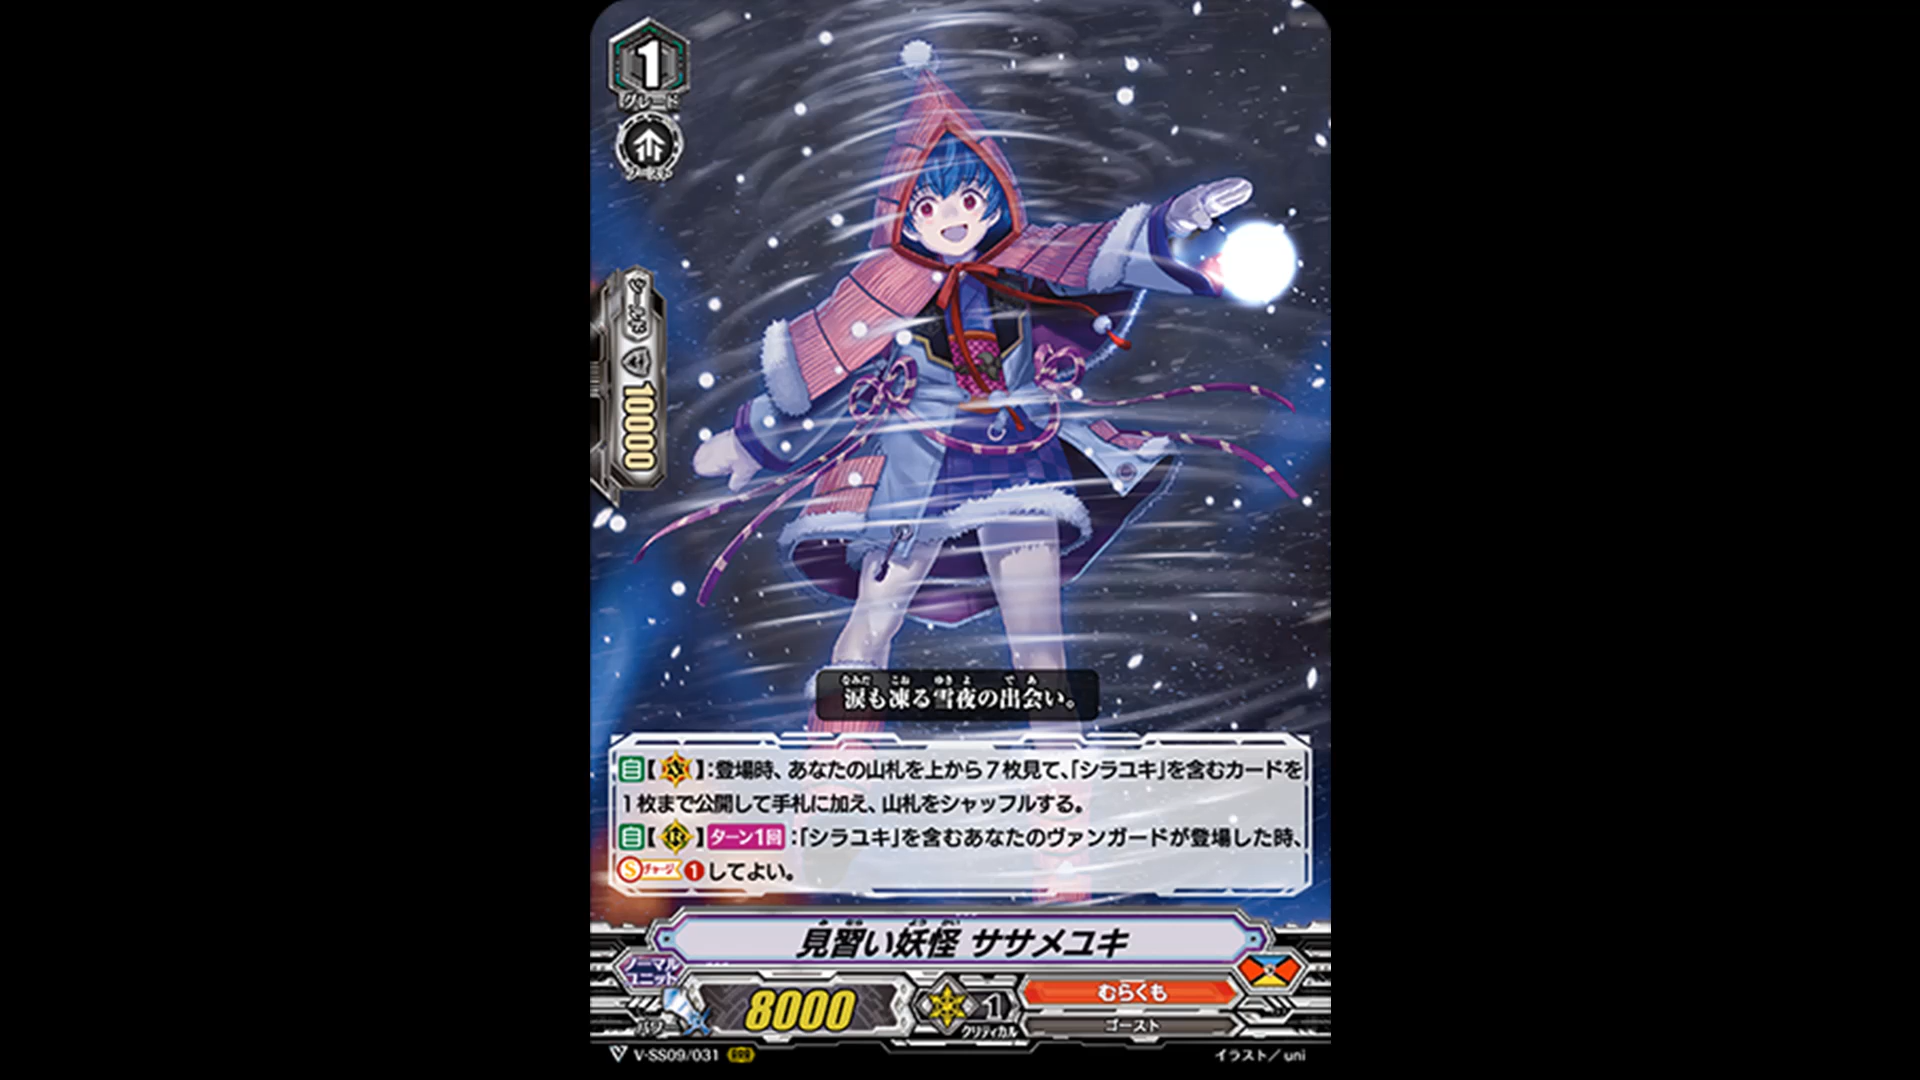 1
グレード
ブースト
シールド 10000
涙も凍る雪夜の出会い。
自【V】:登場時、あなたの山札を上から7枚見て、「シラユキ」を含むカードを
1枚まで公開して手札に加え、山札をシャッフルする。
自【R】ターン1回:「シラユキ」を含むあなたのヴァンガードが登場した時、
Sチャージ1してよい。
見習い妖怪 ササメユキ
ノーマル
ユニット
パワー 8000
1
クリティカル
むらくも
ゴースト
V-SS09/031 RRR
イラスト/uni